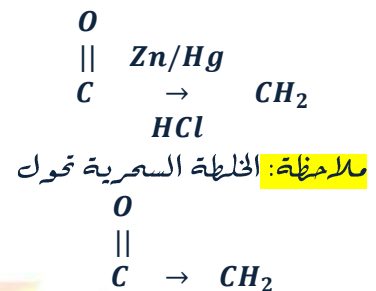 O
|| Zn/Hg
C → CH₂
HCl
ملاحظة: الخلطة السحرية تحول
O
||
C → CH₂